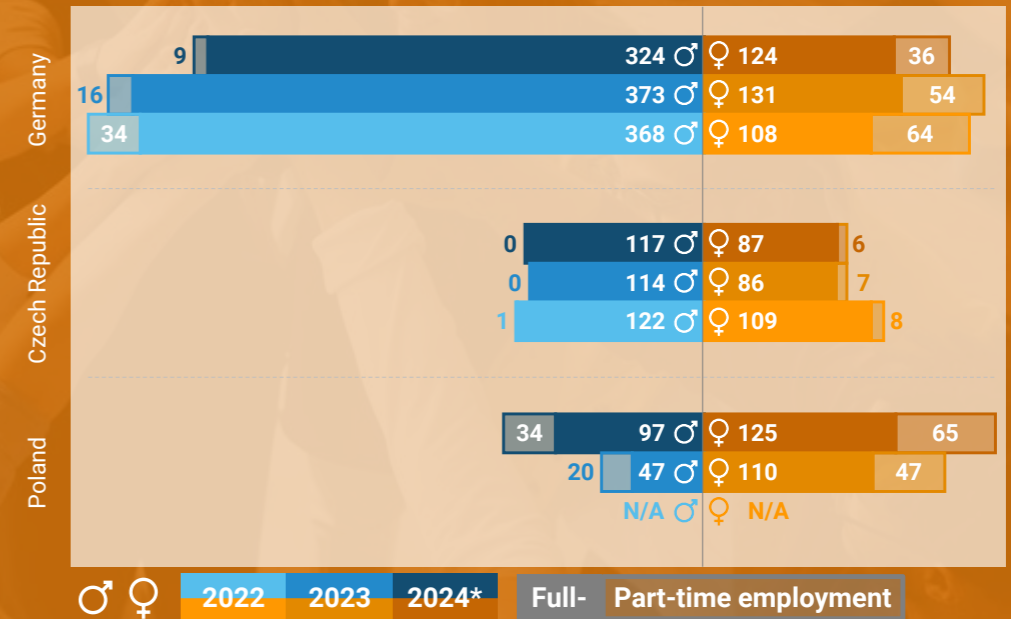 Germany
9 324 ♂ ♀ 124 36
16 373 ♂ ♀ 131 54
34 368 ♂ ♀ 108 64
Czech Republic
0 117 ♂ ♀ 87 6
0 114 ♂ ♀ 86 7
1 122 ♂ ♀ 109 8
Poland
34 97 ♂ ♀ 125 65
20 47 ♂ ♀ 110 47
N/A ♂ ♀ N/A
♂ ♀ 2022 2023 2024* Full- Part-time employment